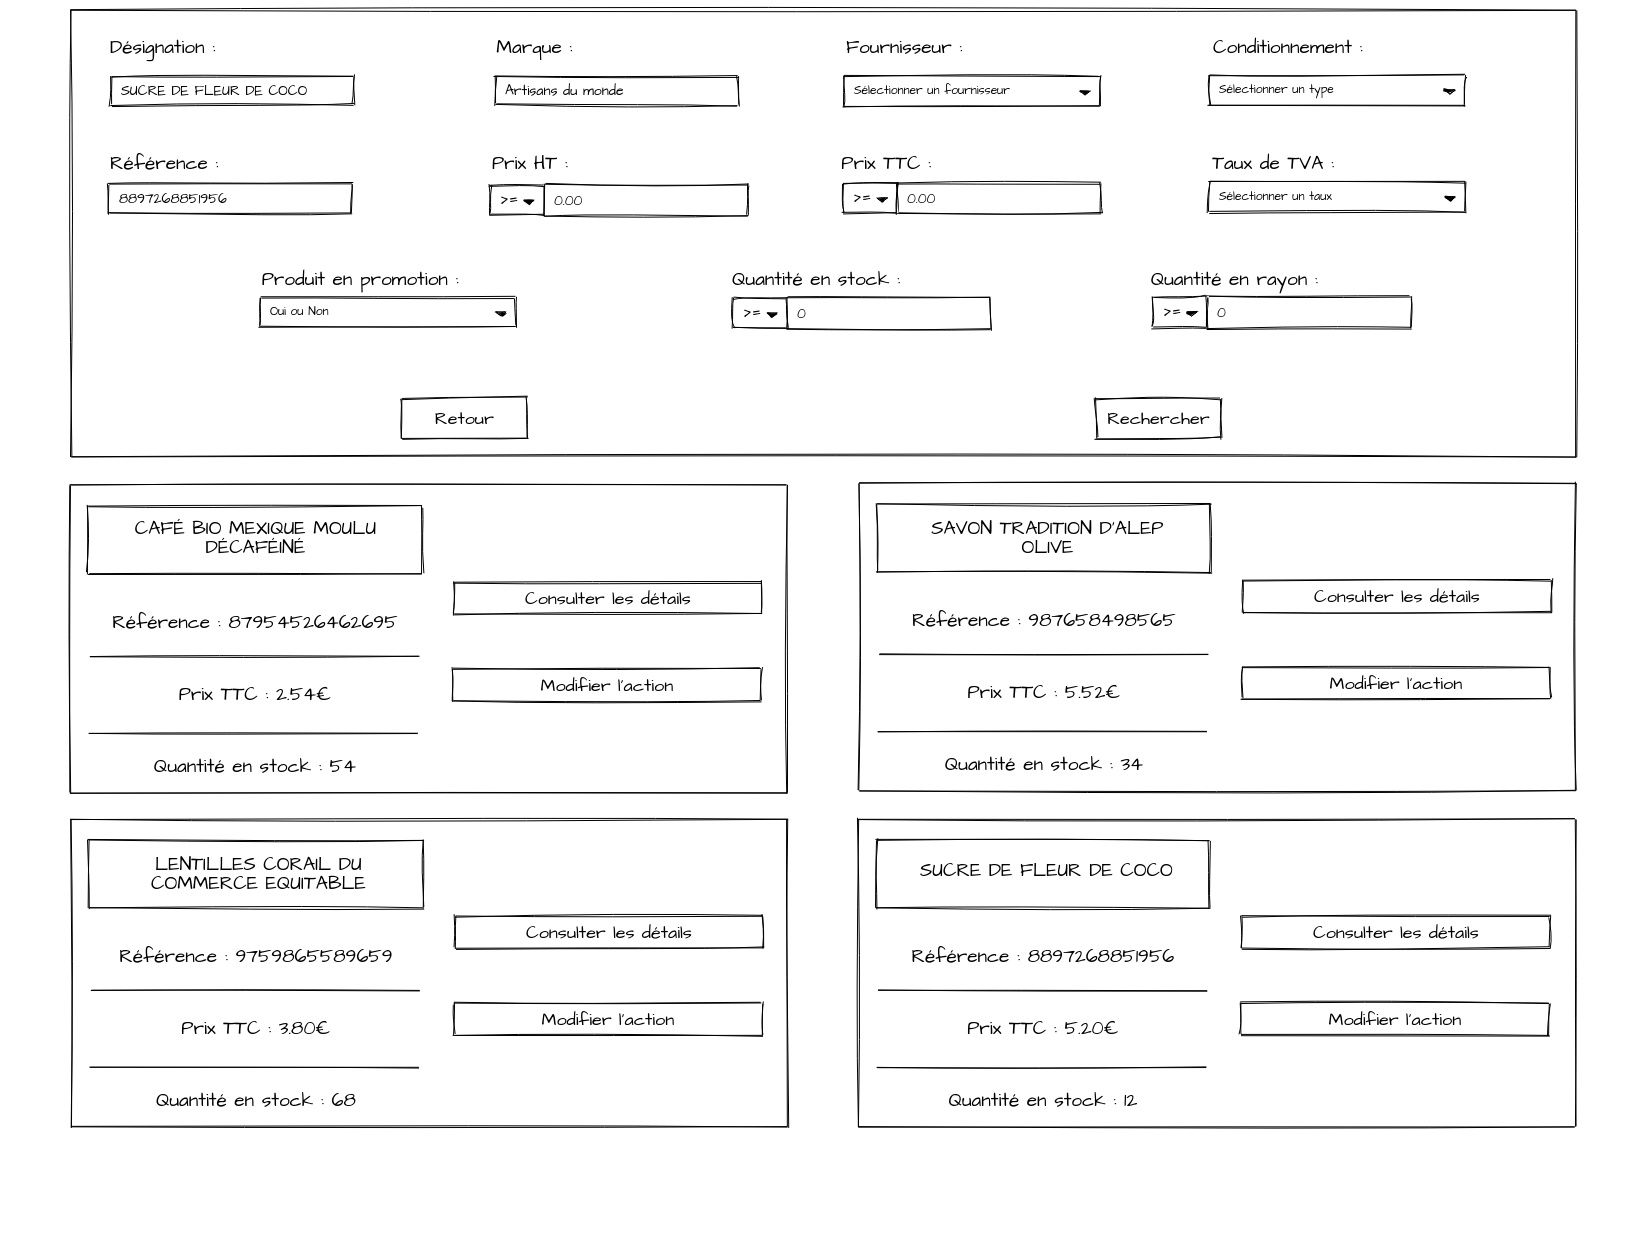 Désignation :
Marque :
Fournisseur :
Conditionnement :
SUCRE DE FLEUR DE COCO
Artisans du monde
Sélectionner un fournisseur
Sélectionner un type
Référence :
Prix HT :
Prix TTC :
Taux de TVA :
8897268851956
>=
0.00
>=
0.00
Sélectionner un taux
Produit en promotion :
Quantité en stock :
Quantité en rayon :
Oui ou Non
>=
0
>=
0
Retour
Rechercher
CAFÉ BIO MEXIQUE MOULU
DÉCAFÉINÉ
Référence : 87954526462695
Prix TTC : 2.54€
Quantité en stock : 54
Consulter les détails
Modifier l'action
SAVON TRADITION D'ALEP
OLIVE
Référence : 987658498565
Prix TTC : 5.52€
Quantité en stock : 34
Consulter les détails
Modifier l'action
LENTILLES CORAIL DU
COMMERCE EQUITABLE
Référence : 9759865589659
Prix TTC : 3.80€
Quantité en stock : 68
Consulter les détails
Modifier l'action
SUCRE DE FLEUR DE COCO
Référence : 8897268851956
Prix TTC : 5.20€
Quantité en stock : 12
Consulter les détails
Modifier l'action